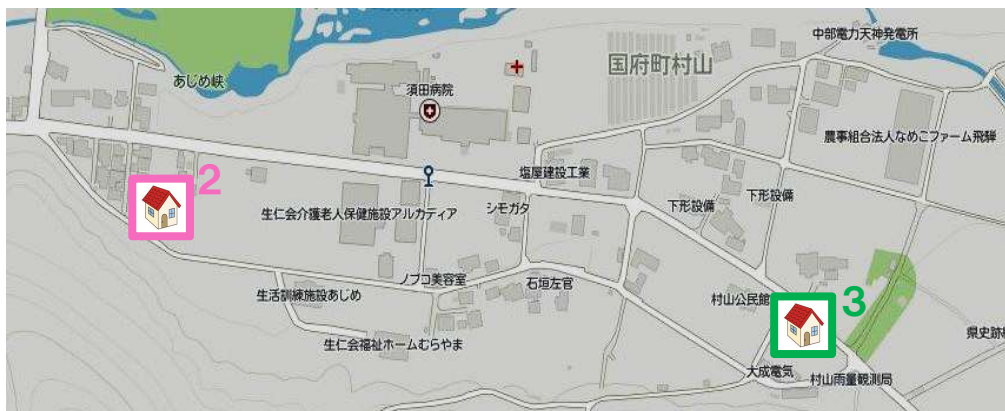 中部電力天神発電所
国府町村山
あじめ峡
須田病院
農事組合法人なめこファーム飛騨
2
塩屋建設工業
下形設備
下形設備
シモガタ
生仁会介護老人保健施設アルカディア
ノブコ美容室
石垣左官
生活訓練施設あじめ
村山公民館
3
県史跡
生仁会福祉ホームむらやま
大成電気
村山雨量観測局